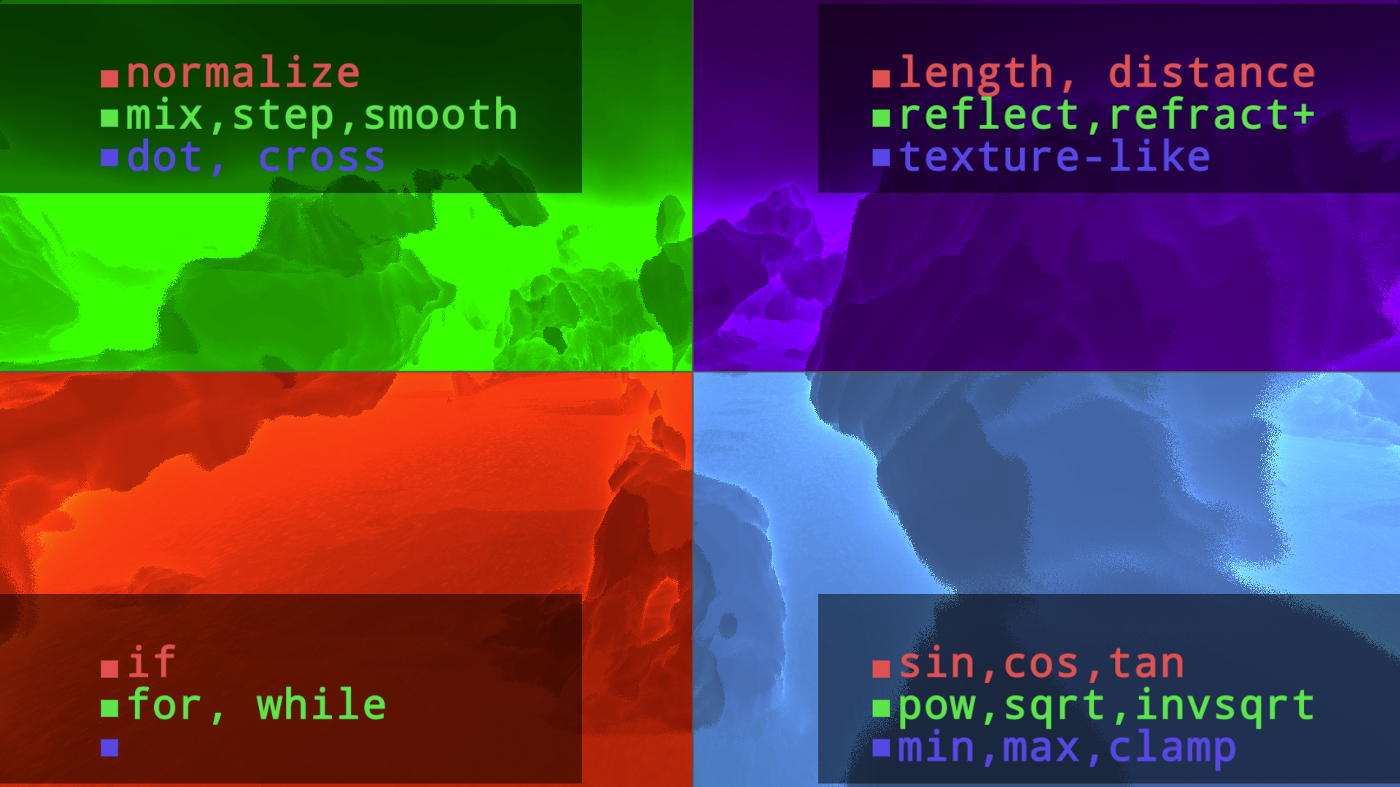 normalize
mix,step,smooth
dot, cross
length, distance
reflect,refract+
texture-like
if
for, while
sin,cos,tan
pow,sqrt,invsqrt
min,max,clamp